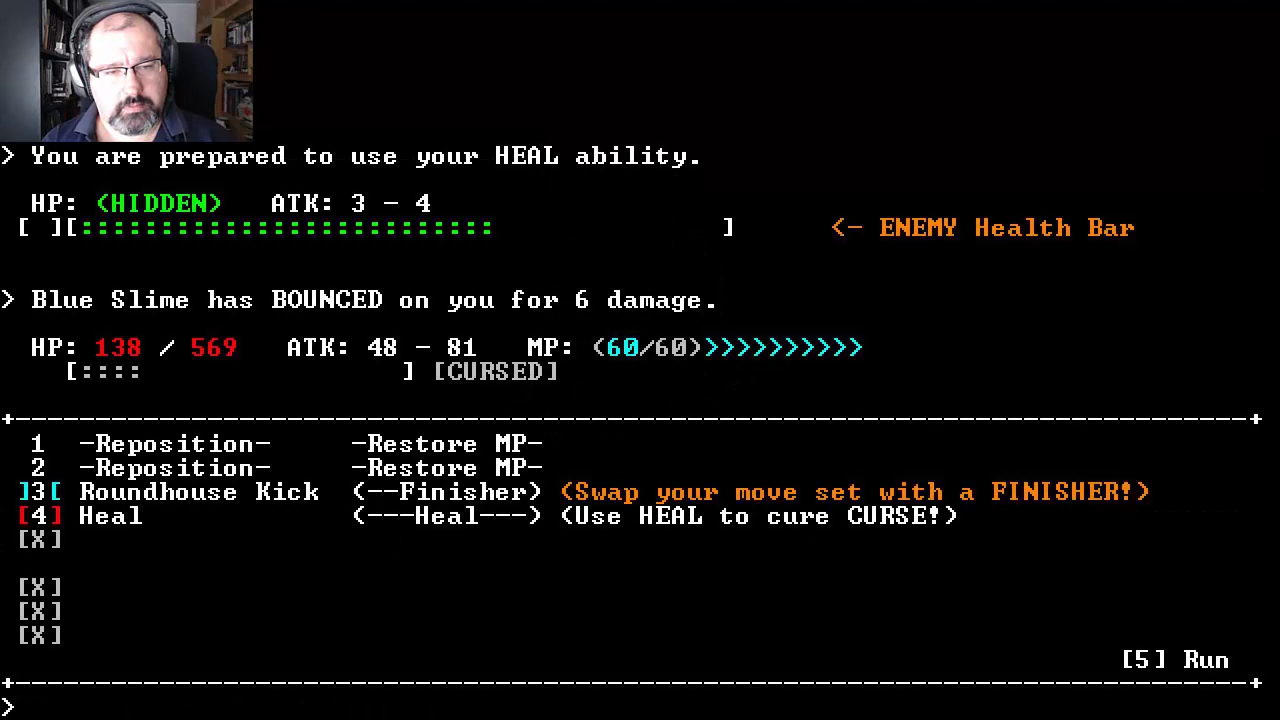 > You are prepared to use your HEAL ability.
HP: (HIDDEN) ATK: 3 - 4
[ ][:::::::::::::::::::::::::: ] <- ENEMY Health Bar
> Blue Slime has BOUNCED on you for 6 damage.
HP: 138 / 569 ATK: 48 - 81 MP: (60/60)>>>>>>>>>>
[:::: ] [CURSED]
1 -Reposition- -Restore MP-
2 -Reposition- -Restore MP-
]3[ Roundhouse Kick (--Finisher) (Swap your move set with a FINISHER!)
[4] Heal (---Heal---) (Use HEAL to cure CURSE!)
[X]
[X]
[X]
[X]
[5] Run
>